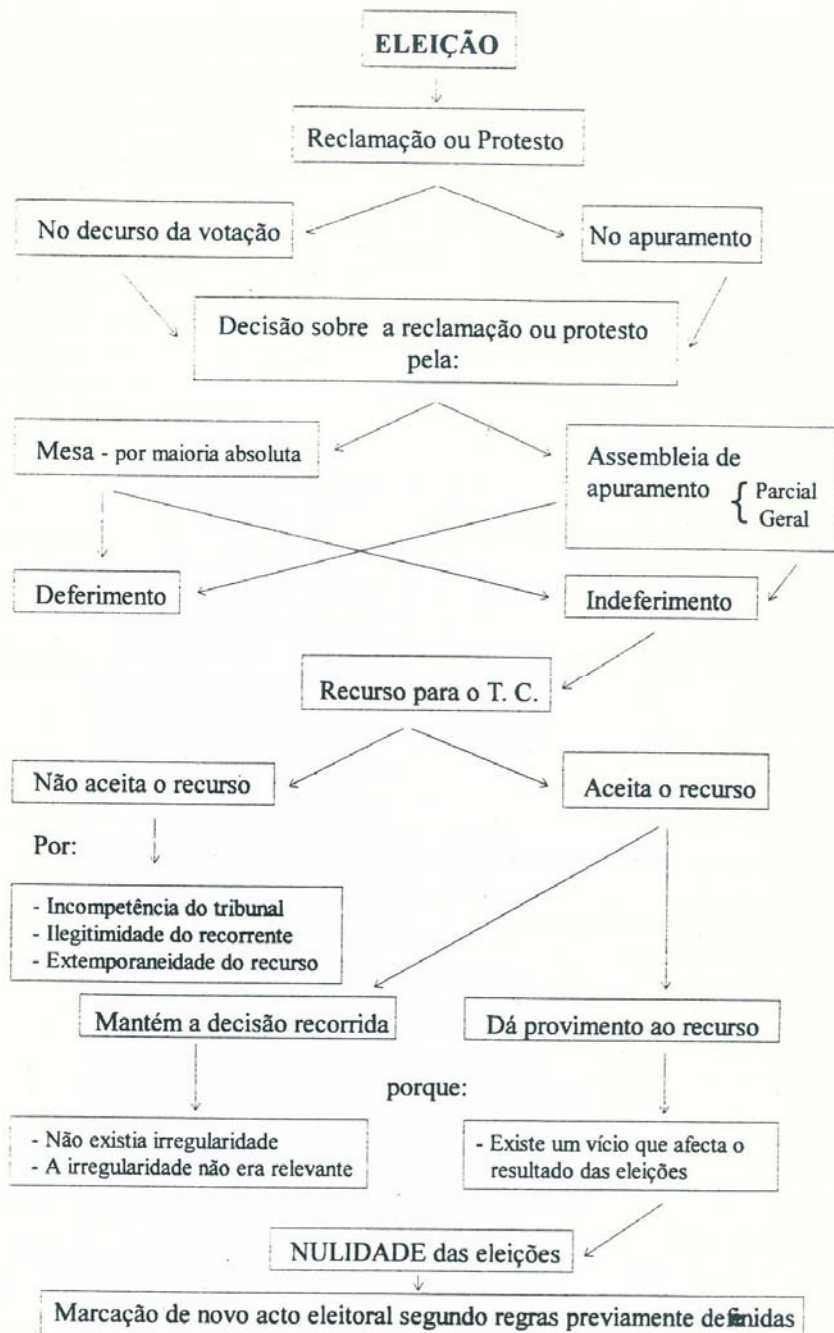 ELEIÇÃO
Reclamação ou Protesto
No decurso da votação
No apuramento
Decisão sobre a reclamação ou protesto
pela:
Mesa - por maioria absoluta
Assembleia de
apuramento { Parcial
Geral
Deferimento
Indeferimento
Recurso para o T. C.
Não aceita o recurso
Aceita o recurso
Por:
- Incompetência do tribunal
- Ilegitimidade do recorrente
- Extemporaneidade do recurso
Mantém a decisão recorrida
Dá provimento ao recurso
porque:
- Não existia irregularidade
- A irregularidade não era relevante
- Existe um vício que afecta o
resultado das eleições
NULIDADE das eleições
Marcação de novo acto eleitoral segundo regras previamente definidas